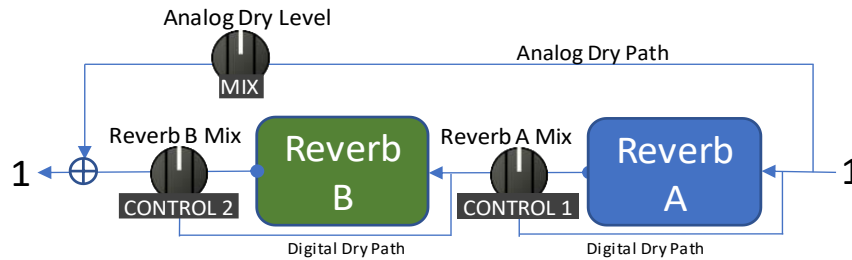 Analog Dry Level
MIX
Analog Dry Path
Reverb B Mix
Reverb A Mix
1
CONTROL 2
Reverb
B
CONTROL 1
Reverb
A
1
Digital Dry Path
Digital Dry Path